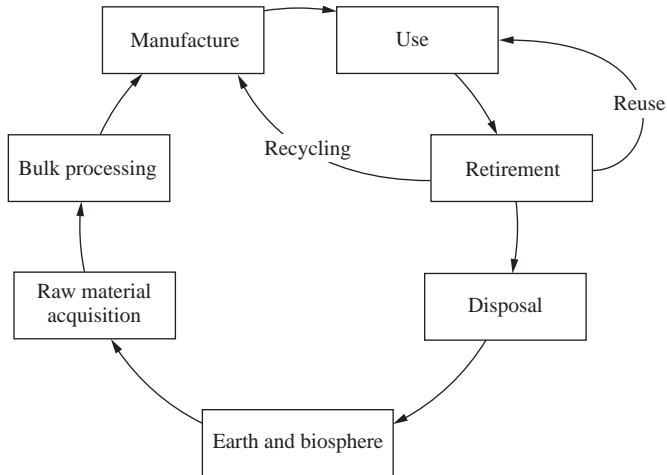 Manufacture
Use
Reuse
Recycling
Bulk processing
Retirement
Raw material
acquisition
Disposal
Earth and biosphere